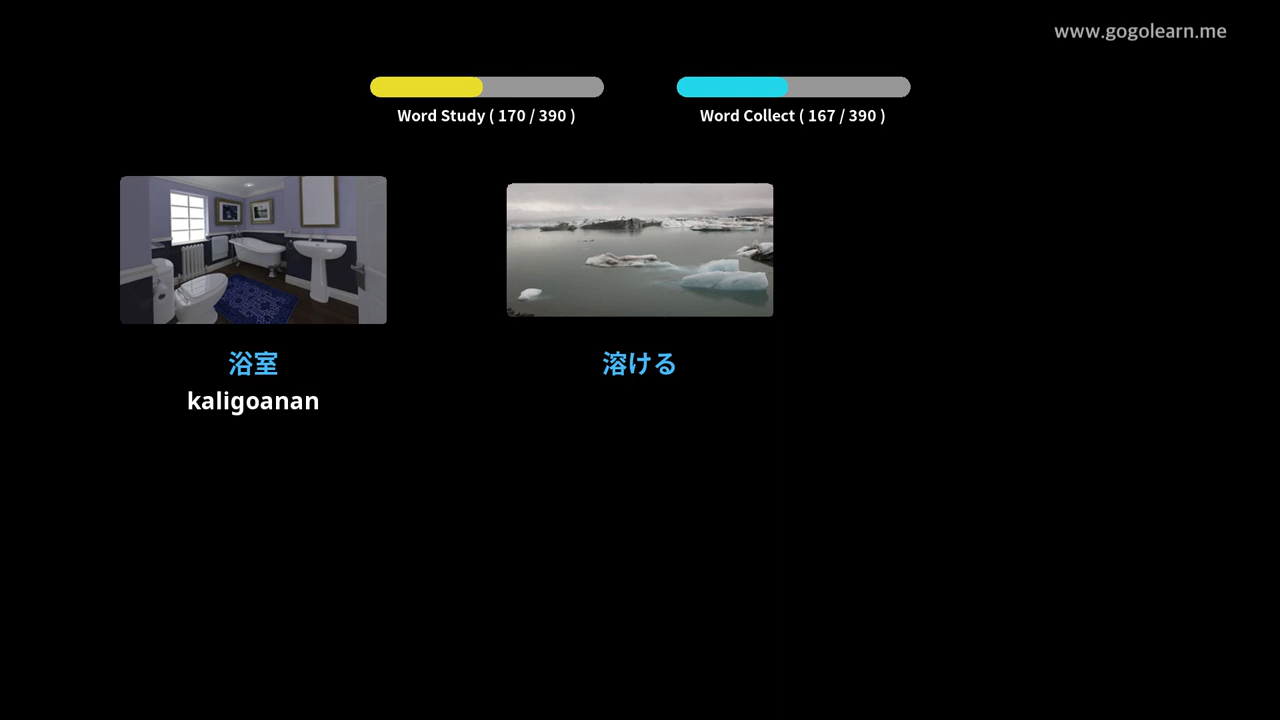 www.gogolearn.me
Word Study ( 170 / 390 )
Word Collect ( 167 / 390 )
浴室
kaligoanan
溶ける